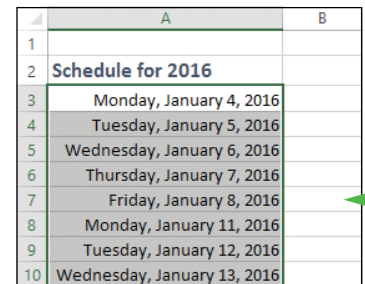 A B
1
2 Schedule for 2016
3 Monday, January 4, 2016
4 Tuesday, January 5, 2016
5 Wednesday, January 6, 2016
6 Thursday, January 7, 2016
7 Friday, January 8, 2016
8 Monday, January 11, 2016
9 Tuesday, January 12, 2016
10 Wednesday, January 13, 2016